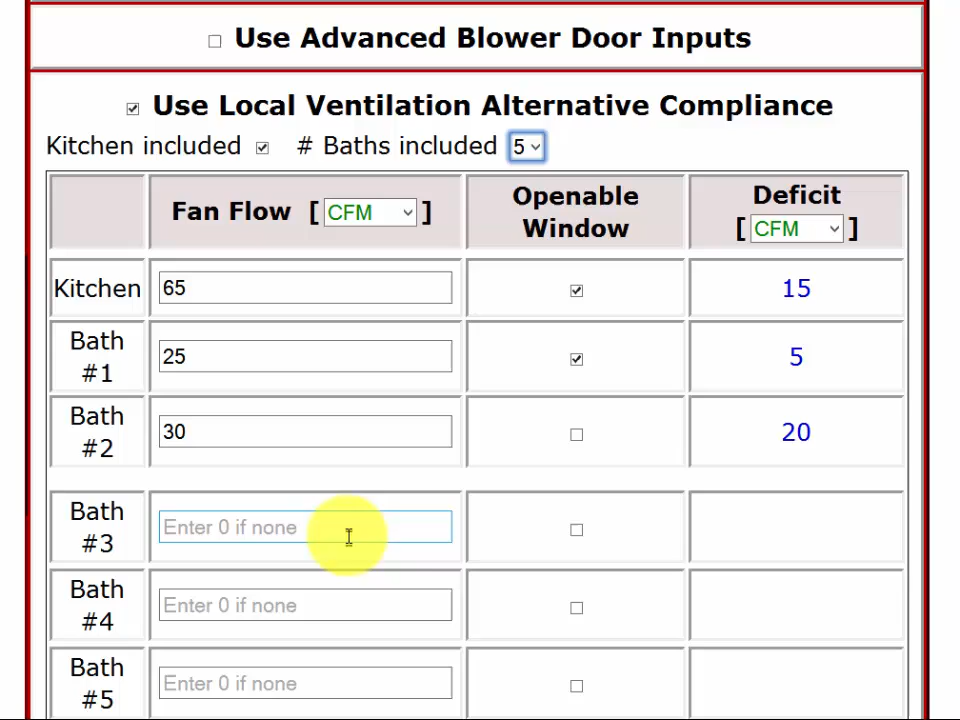 Use Advanced Blower Door Inputs
Use Local Ventilation Alternative Compliance
Kitchen included # Baths included 5
Fan Flow [ CFM ]
Openable
Window
Deficit
[ CFM ]
Kitchen 65 15
Bath
#1
25 5
Bath
#2
30 20
Bath
#3
Enter 0 if none
Bath
#4
Enter 0 if none
Bath
#5
Enter 0 if none